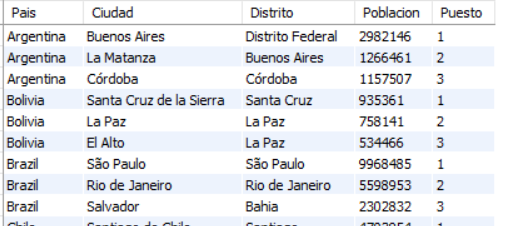 Pais Ciudad Distrito Poblacion Puesto
Argentina Buenos Aires Distrito Federal 2982146 1
Argentina La Matanza Buenos Aires 1266461 2
Argentina Córdoba Córdoba 1157507 3
Bolivia Santa Cruz de la Sierra Santa Cruz 935361 1
Bolivia La Paz La Paz 758141 2
Bolivia El Alto La Paz 534466 3
Brazil São Paulo São Paulo 9968485 1
Brazil Rio de Janeiro Rio de Janeiro 5598953 2
Brazil Salvador Bahia 2302832 3
Chile Santiago de Chile Santiago 1